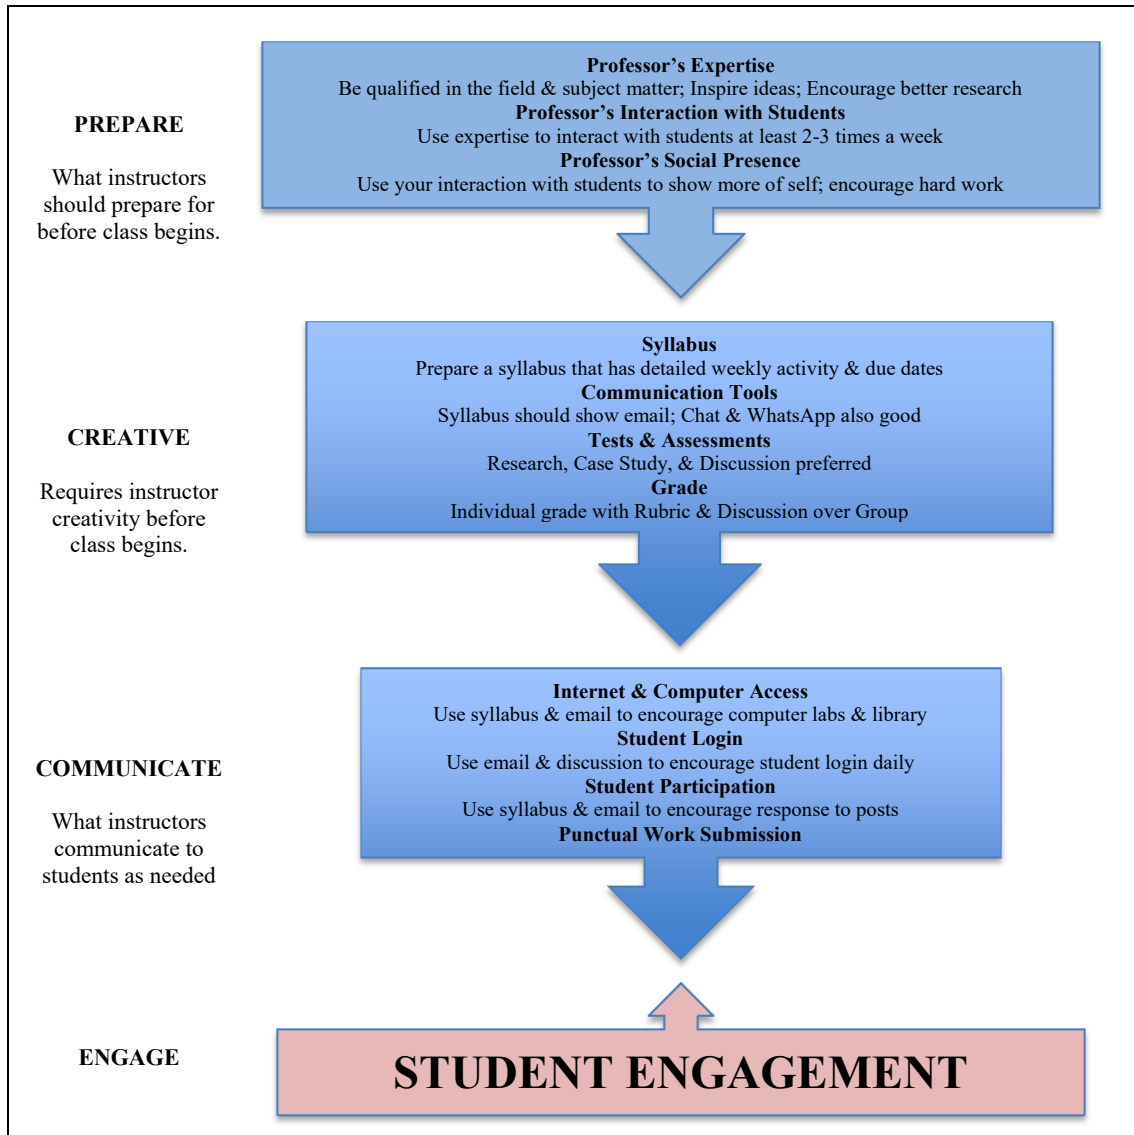 PREPARE
What instructors
should prepare for
before class begins.
Professor’s Expertise
Be qualified in the field & subject matter; Inspire ideas; Encourage better research
Professor’s Interaction with Students
Use expertise to interact with students at least 2-3 times a week
Professor’s Social Presence
Use your interaction with students to show more of self; encourage hard work
CREATIVE
Requires instructor
creativity before
class begins.
Syllabus
Prepare a syllabus that has detailed weekly activity & due dates
Communication Tools
Syllabus should show email; Chat & WhatsApp also good
Tests & Assessments
Research, Case Study, & Discussion preferred
Grade
Individual grade with Rubric & Discussion over Group
COMMUNICATE
What instructors
communicate to
students as needed
Internet & Computer Access
Use syllabus & email to encourage computer labs & library
Student Login
Use email & discussion to encourage student login daily
Student Participation
Use syllabus & email to encourage response to posts
Punctual Work Submission
ENGAGE
STUDENT ENGAGEMENT